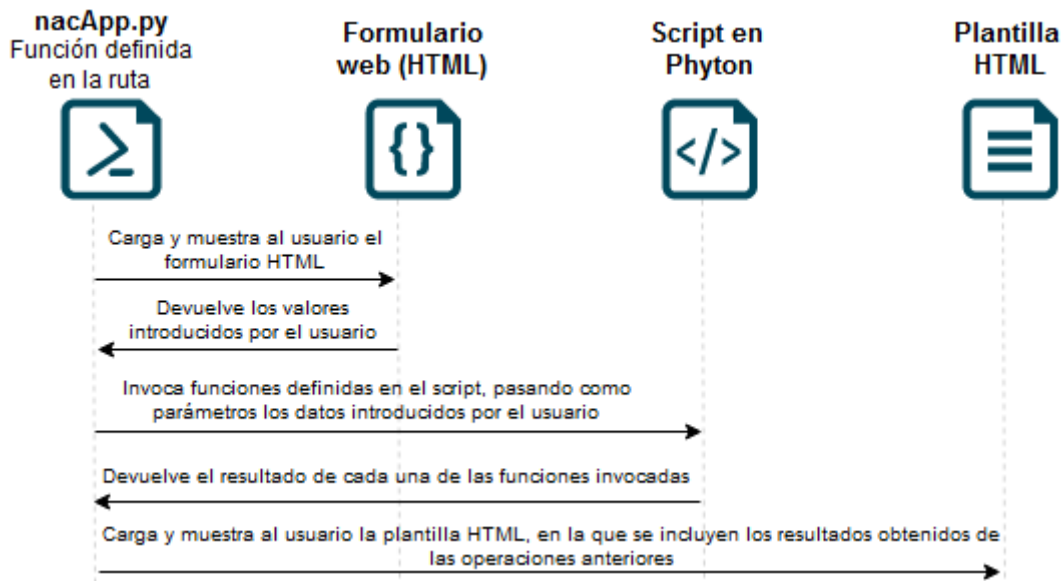 nacApp.py
Función definida
en la ruta
Formulario
web (HTML)
Script en
Phyton
Plantilla
HTML
{}
</>
Carga y muestra al usuario el
formulario HTML
Devuelve los valores
introducidos por el usuario
Invoca funciones definidas en el script, pasando como
parámetros los datos introducidos por el usuario
Devuelve el resultado de cada una de las funciones invocadas
Carga y muestra al usuario la plantilla HTML, en la que se incluyen los resultados obtenidos de
las operaciones anteriores